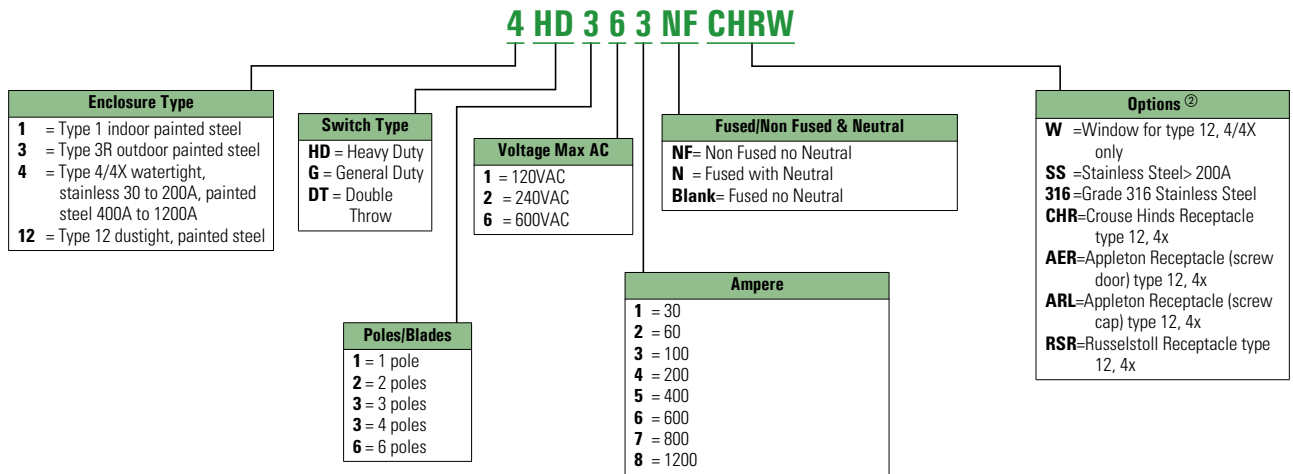 4 HD 3 6 3 NF CHRW
Enclosure Type
1 = Type 1 indoor painted steel
3 = Type 3R outdoor painted steel
4 = Type 4/4X watertight,
stainless 30 to 200A, painted
steel 400A to 1200A
12 = Type 12 dustight, painted steel
Switch Type
HD = Heavy Duty
G = General Duty
DT = Double
Throw
Voltage Max AC
1 = 120VAC
2 = 240VAC
6 = 600VAC
Fused/Non Fused & Neutral
NF= Non Fused no Neutral
N = Fused with Neutral
Blank= Fused no Neutral
Options ②
W =Window for type 12, 4/4X
only
SS =Stainless Steel> 200A
316 =Grade 316 Stainless Steel
CHR=Crouse Hinds Receptacle
type 12, 4x
AER=Appleton Receptacle (screw
door) type 12, 4x
ARL=Appleton Receptacle (screw
cap) type 12, 4x
RSR=Russelstoll Receptacle type
12, 4x
Poles/Blades
1 = 1 pole
2 = 2 poles
3 = 3 poles
3 = 4 poles
6 = 6 poles
Ampere
1 = 30
2 = 60
3 = 100
4 = 200
5 = 400
6 = 600
7 = 800
8 = 1200